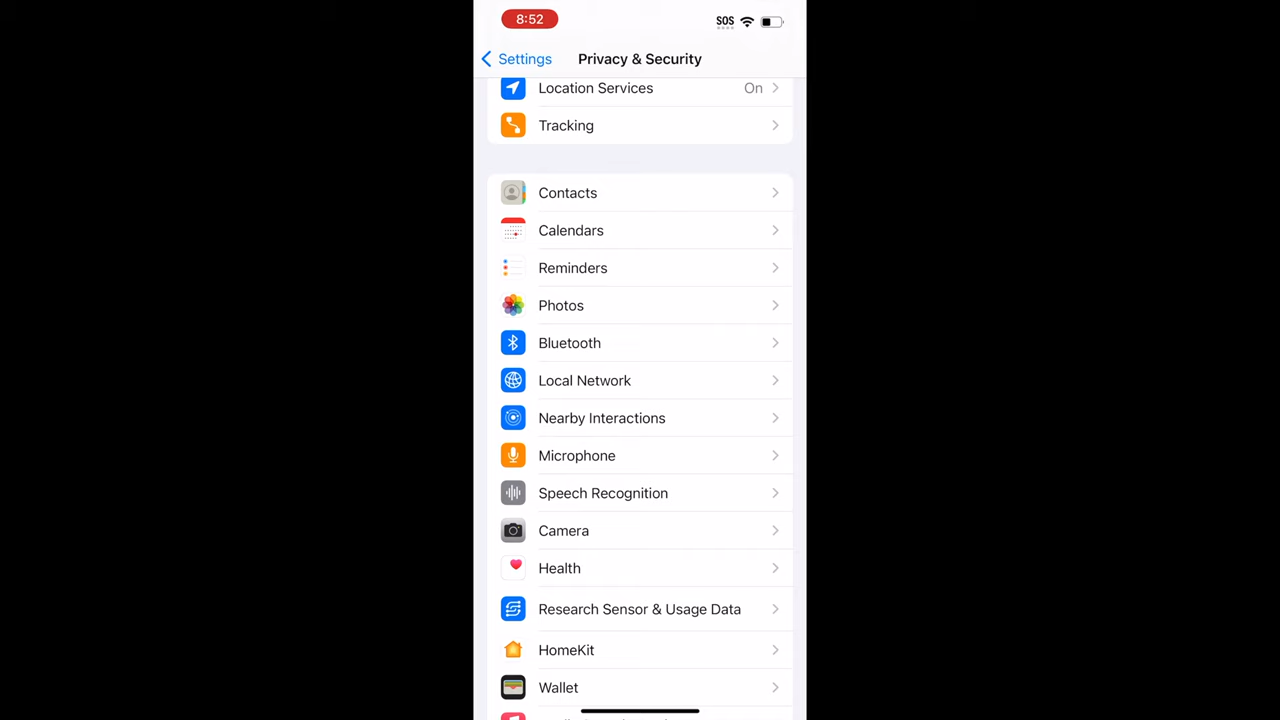 8:52
SOS
Settings
Privacy & Security
Location Services On
Tracking
Contacts
Calendars
Reminders
Photos
Bluetooth
Local Network
Nearby Interactions
Microphone
Speech Recognition
Camera
Health
Research Sensor & Usage Data
HomeKit
Wallet